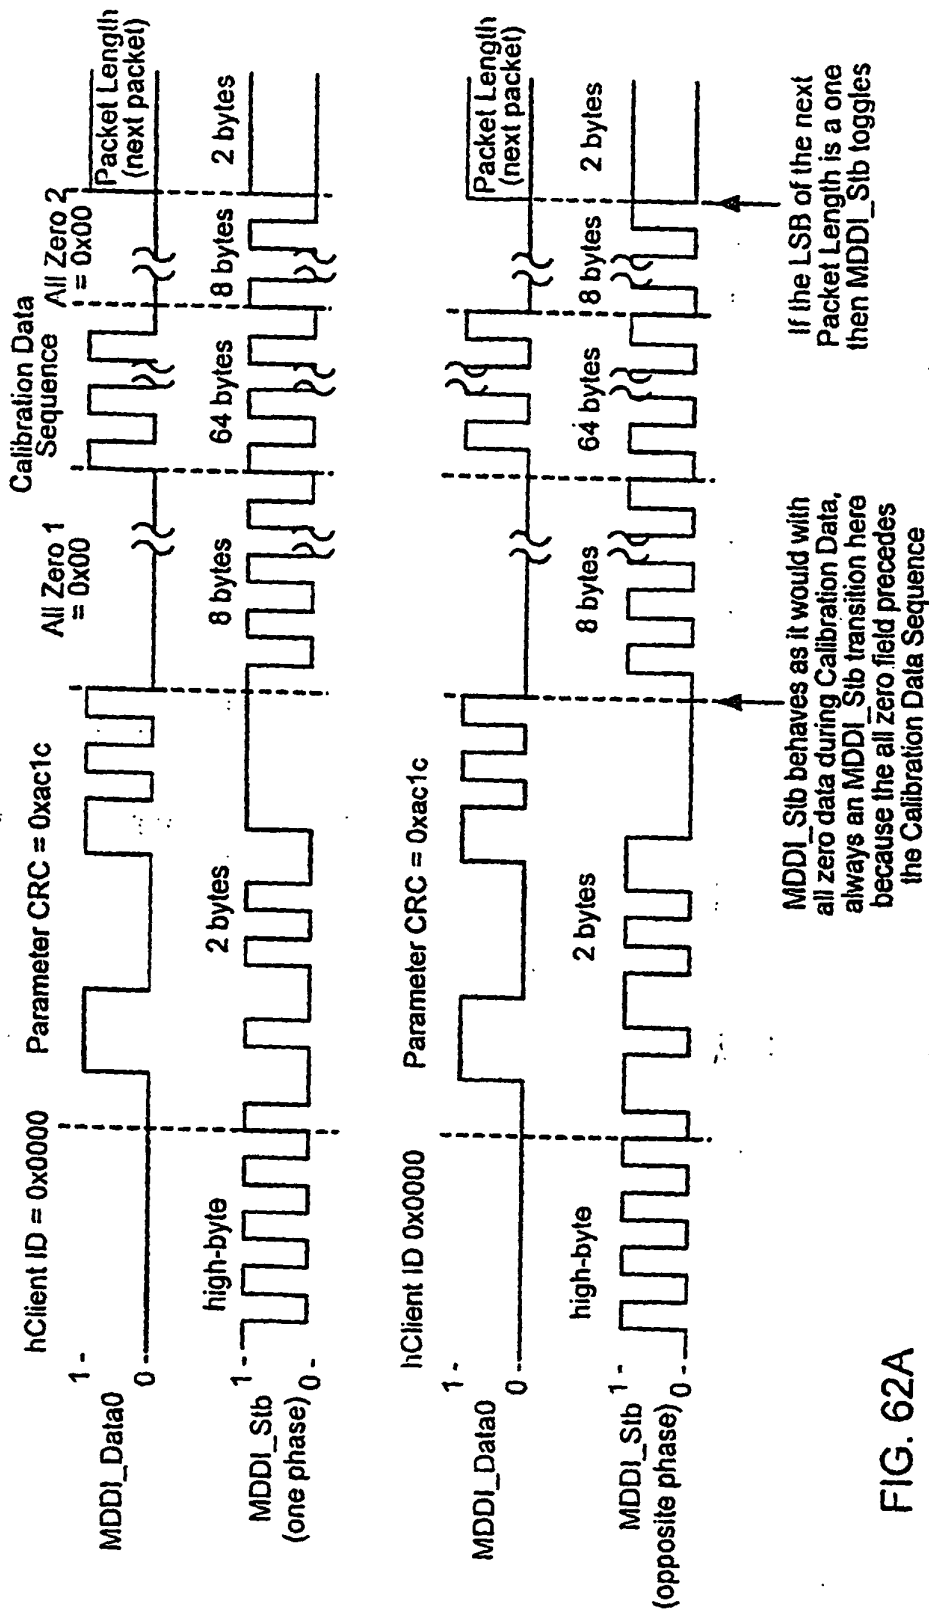 hClient ID = 0x0000
Parameter CRC = 0xac1c
All Zero 1
= 0x00
Calibration Data
Sequence
All Zero 2
= 0x00
MDDI_Data0
1 -
0 -
Packet Length
(next packet)
MDDI_Stb
(one phase)
1 -
0 -
high-byte
2 bytes
8 bytes
64 bytes
8 bytes
2 bytes
hClient ID 0x0000
Parameter CRC = 0xac1c
MDDI_Data0
1 -
0 -
Packet Length
(next packet)
MDDI_Stb
(opposite phase)
1 -
0 -
high-byte
2 bytes
8 bytes
64 bytes
8 bytes
2 bytes
MDDI_Stb behaves as it would with
all zero data during Calibration Data,
always an MDDI_Stb transition here
because the all zero field precedes
the Calibration Data Sequence
If the LSB of the next
Packet Length is a one
then MDDI_Stb toggles
FIG. 62A